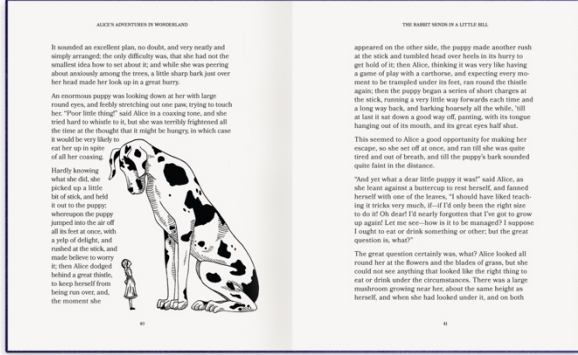 ALICE'S ADVENTURES IN WONDERLAND
It sounded an excellent plan, no doubt, and very neatly and
simply arranged; the only difficulty was, that she had not the
smallest idea how to set about it; and while she was peering
about anxiously among the trees, a little sharp bark just over
her head made her look up in a great hurry.
An enormous puppy was looking down at her with large
round eyes, and feebly stretching out one paw, trying to touch
her. "Poor little thing!" said Alice in a coaxing tone, and she
tried hard to whistle to it, but she was terribly frightened all
the time at the thought that it might be hungry, in which case
it would be very likely to
eat her up in spite
of all her coaxing.
Hardly knowing
what she did, she
picked up a little
bit of stick, and held
it out to the puppy;
whereupon the puppy
jumped into the air off
all its feet at once, with
a yelp of delight, and
rushed at the stick, and
made believe to worry
it; then Alice dodged
behind a great thistle,
to keep herself from
being run over, and,
the moment she
40
THE RABBIT SENDS IN A LITTLE BILL
appeared on the other side, the puppy made another rush
at the stick and tumbled head over heels in its hurry to
get hold of it; then Alice, thinking it was very like having
a game of play with a carthorse, and expecting every mo-
ment to be trampled under its feet, ran round the thistle
again; then the puppy began a series of short charges at
the stick, running a very little way forwards each time and
a long way back, and barking hoarsely all the while, 'till
at last it sat down a good way off, panting, with its tongue
hanging out of its mouth, and its great eyes half shut.
This seemed to Alice a good opportunity for making her
escape, so she set off at once, and ran till she was quite
tired and out of breath, and till the puppy's bark sounded
quite faint in the distance.
"And yet what a dear little puppy it was!" said Alice, as
she leant against a buttercup to rest herself, and fanned
herself with one of the leaves, "I should have liked teach-
ing it tricks very much, if—if I'd only been the right size
to do it! Oh dear! I'd nearly forgotten that I've got to grow
up again! Let me see—how is it to be managed? I suppose
I ought to eat or drink something or other; but the great
question is, what?"
The great question certainly was, what? Alice looked all
round her at the flowers and the blades of grass, but she
could not see anything that looked like the right thing to
eat or drink under the circumstances. There was a large
mushroom growing near her, about the same height as
herself, and when she had looked under it, and on both
41